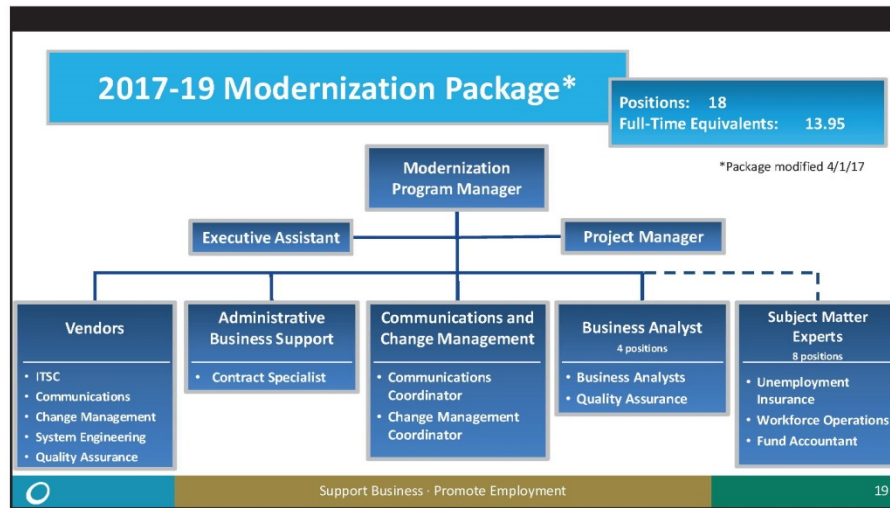 2017-19 Modernization Package*
Positions: 18
Full-Time Equivalents: 13.95
*Package modified 4/1/17
Modernization
Program Manager
Executive Assistant
Project Manager
Vendors
• ITSC
• Communications
• Change Management
• System Engineering
• Quality Assurance
Administrative
Business Support
• Contract Specialist
Communications and
Change Management
• Communications
Coordinator
• Change Management
Coordinator
Business Analyst
4 positions
• Business Analysts
• Quality Assurance
Subject Matter
Experts
8 positions
• Unemployment
Insurance
• Workforce Operations
• Fund Accountant
Support Business · Promote Employment
19